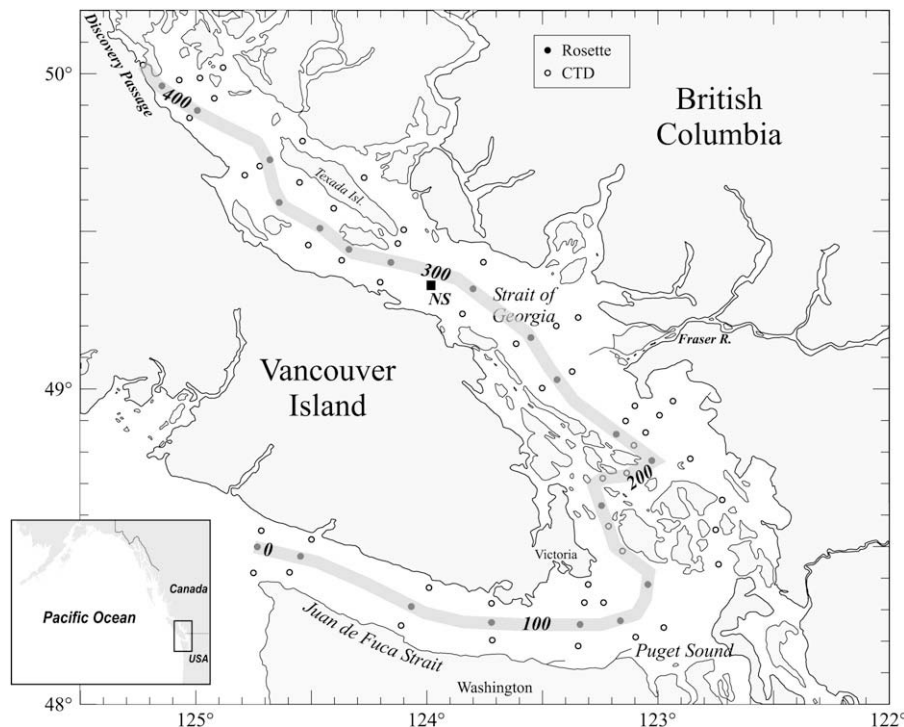 Rosette
CTD
50°
49°
48°
125°
124°
123°
122°
Discovery Passage
400
British
Columbia
Texada Isl.
300
NS
Strait of
Georgia
Fraser R.
Vancouver
Island
200
Victoria
0
100
Juan de Fuca Strait
Puget Sound
Washington
Canada
Pacific Ocean
USA